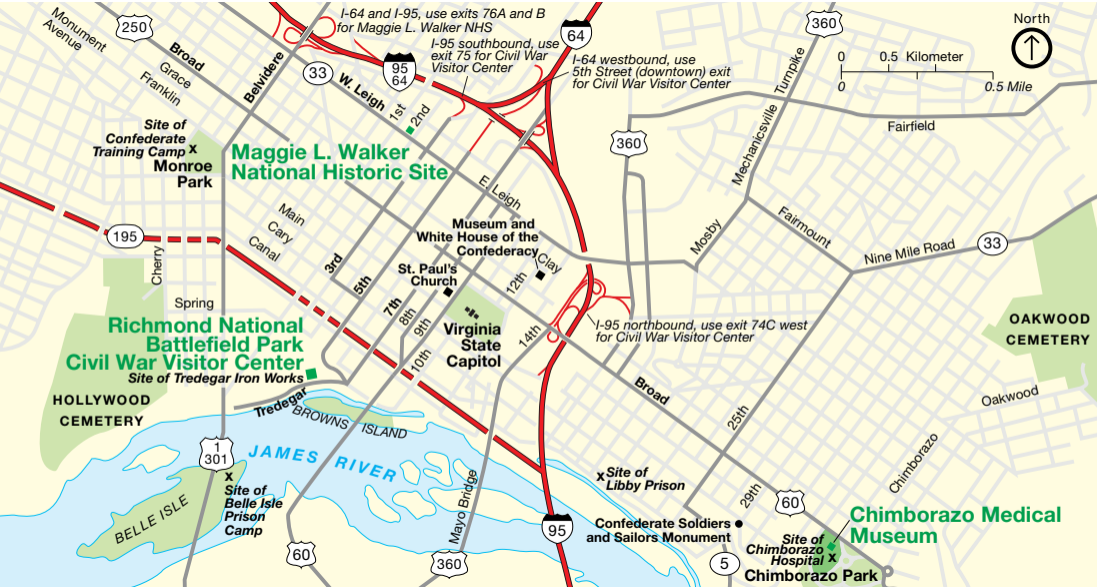 I-64 and I-95, use exits 76A and B
for Maggie L. Walker NHS
360
North
250
64
Monument
Avenue
Broad
Grace
Franklin
Belvidere
33
W. Leigh
95
64
I-95 southbound, use
exit 75 for Civil War
Visitor Center
I-64 westbound, use
5th Street (downtown) exit
for Civil War Visitor Center
Mechanicsville Turnpike
0 0.5 Kilometer
0 0.5 Mile
1st
2nd
Fairfield
360
Site of
Confederate
Training Camp x
Monroe
Park
Maggie L. Walker
National Historic Site
E. Leigh
Main
Cary
Canal
195
Cherry
Museum and
White House of the
Confederacy
Clay
12th
Mosby
Fairmount
Nine Mile Road
33
3rd
5th
7th
8th
9th
10th
St. Paul's
Church
Virginia
State
Capitol
14th
Spring
Richmond National
Battlefield Park
Civil War Visitor Center
Site of Tredegar Iron Works
I-95 northbound, use exit 74C west
for Civil War Visitor Center
OAKWOOD
CEMETERY
Broad
Oakwood
25th
HOLLYWOOD
CEMETERY
Tredegar
BROWNS ISLAND
JAMES RIVER
1
301
x
Site of
Belle Isle
Prison
Camp
BELLE ISLE
Mayo Bridge
x Site of
Libby Prison
Chimborazo
29th
60
Confederate Soldiers
and Sailors Monument
Chimborazo Medical
Museum
Site of
Chimborazo
Hospital x
Chimborazo Park
60
360
95
5